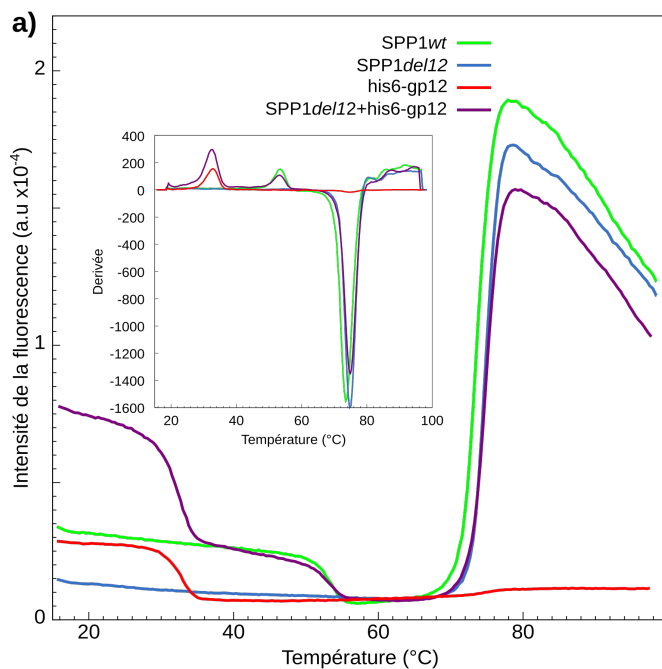 a)
SPP1wt
SPP1del12
his6-gp12
SPP1del12+his6-gp12
Intensité de la fluorescence (a.u x10-4)
2
1
0
20 40 60 80
Température (°C)
Derivée
400
200
0
-200
-400
-600
-800
-1000
-1200
-1400
-1600
20 40 60 80 100
Température (°C)